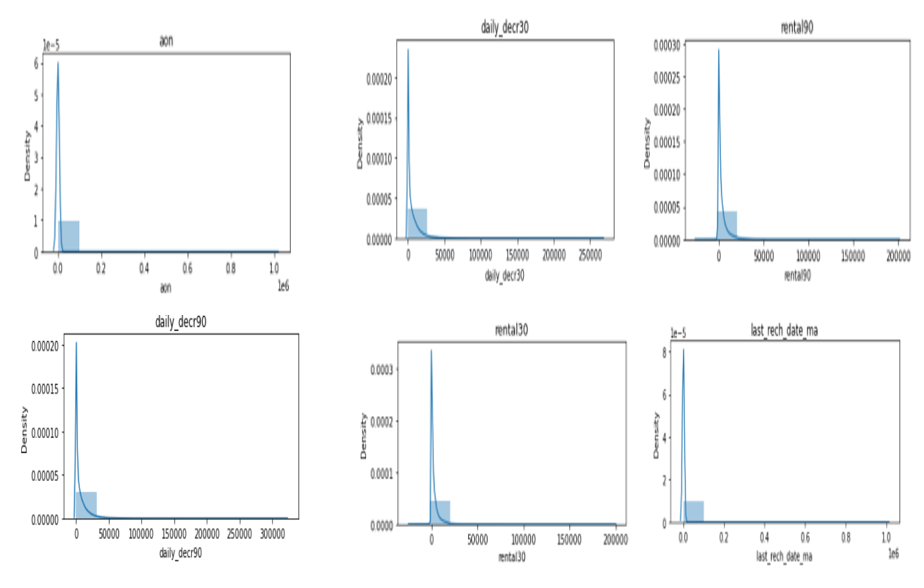 aon
1e−5
6
5
4
3
2
1
0
Density
0.0 0.2 0.4 0.6 0.8 1.0
1e6
aon
daily_decr30
0.00020
0.00015
0.00010
0.00005
0.00000
Density
0 50000 100000 150000 200000 250000
daily_decr30
rental90
0.00030
0.00025
0.00020
0.00015
0.00010
0.00005
0.00000
Density
0 50000 100000 150000 200000
rental90
daily_decr90
0.00020
0.00015
0.00010
0.00005
0.00000
Density
0 50000 100000 150000 200000 250000 300000
daily_decr90
rental30
0.0003
0.0002
0.0001
0.0000
Density
0 50000 100000 150000 200000
rental30
last_rech_date_ma
1e−5
8
6
4
2
0
Density
0.0 0.2 0.4 0.6 0.8 1.0
1e6
last_rech_date_ma